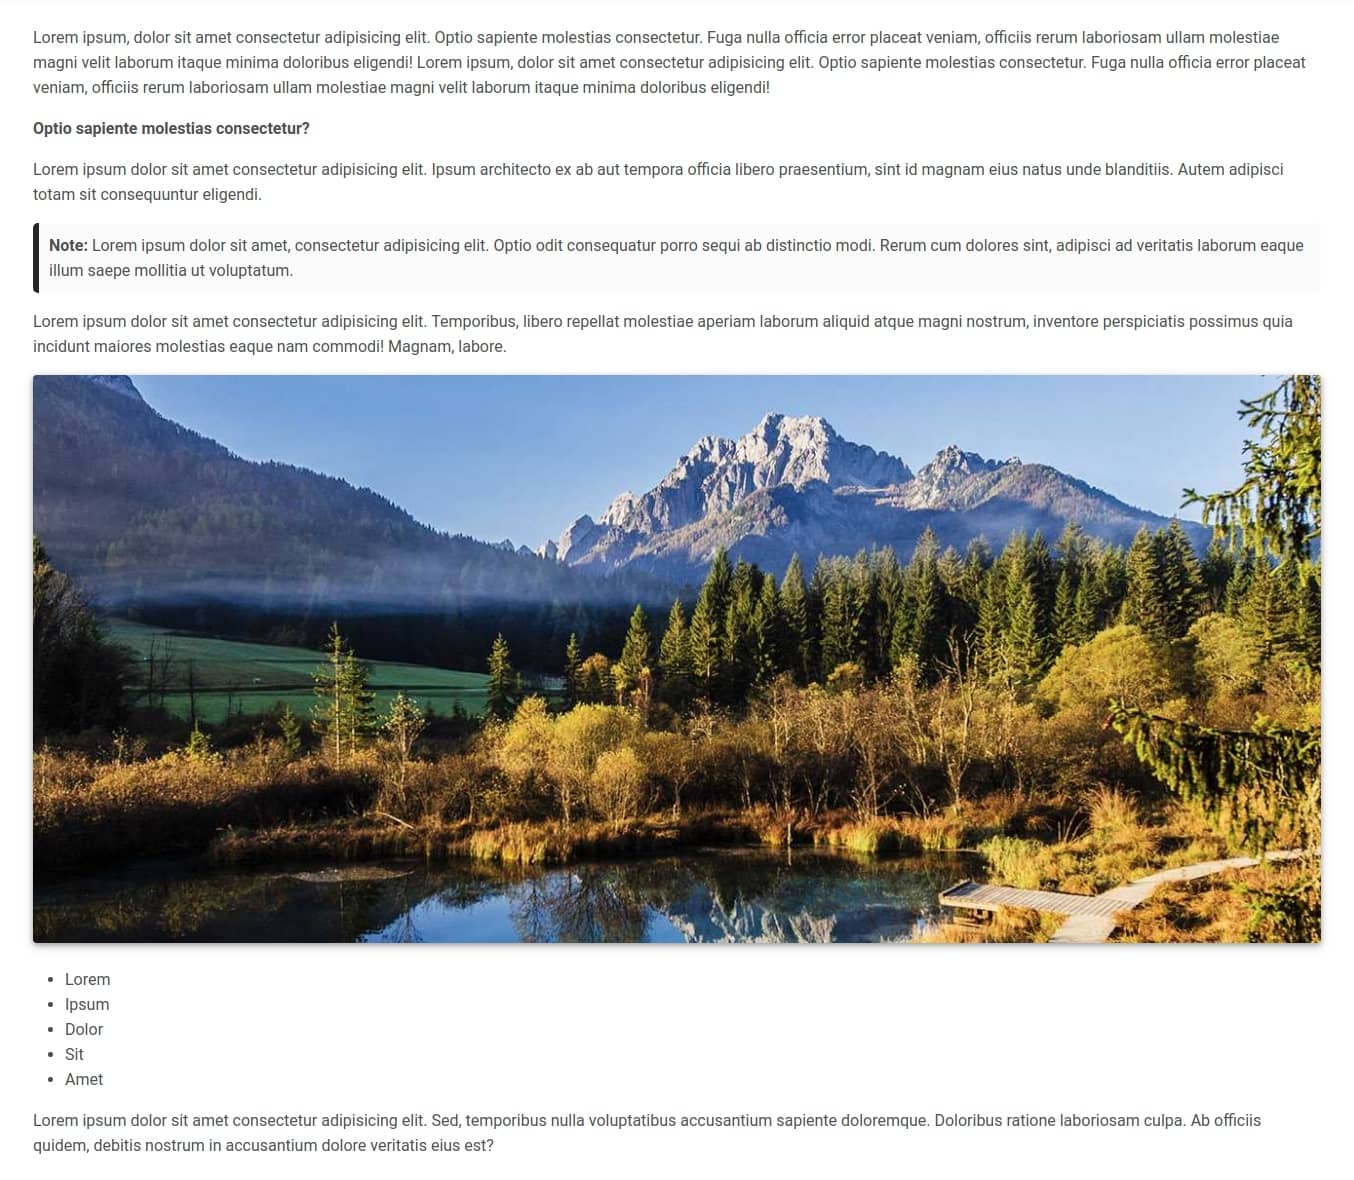 Lorem ipsum, dolor sit amet consectetur adipisicing elit. Optio sapiente molestias consectetur. Fuga nulla officia error placeat veniam, officiis rerum laboriosam ullam molestiae
magni velit laborum itaque minima doloribus eligendi! Lorem ipsum, dolor sit amet consectetur adipisicing elit. Optio sapiente molestias consectetur. Fuga nulla officia error placeat
veniam, officiis rerum laboriosam ullam molestiae magni velit laborum itaque minima doloribus eligendi!
Optio sapiente molestias consectetur?
Lorem ipsum dolor sit amet consectetur adipisicing elit. Ipsum architecto ex ab aut tempora officia libero praesentium, sint id magnam eius natus unde blanditiis. Autem adipisci
totam sit consequuntur eligendi.
Note: Lorem ipsum dolor sit amet, consectetur adipisicing elit. Optio odit consequatur porro sequi ab distinctio modi. Rerum cum dolores sint, adipisci ad veritatis laborum eaque
illum saepe mollitia ut voluptatum.
Lorem ipsum dolor sit amet consectetur adipisicing elit. Temporibus, libero repellat molestiae aperiam laborum aliquid atque magni nostrum, inventore perspiciatis possimus quia
incidunt maiores molestias eaque nam commodi! Magnam, labore.
• Lorem
• Ipsum
• Dolor
• Sit
• Amet
Lorem ipsum dolor sit amet consectetur adipisicing elit. Sed, temporibus nulla voluptatibus accusantium sapiente doloremque. Doloribus ratione laboriosam culpa. Ab officiis
quidem, debitis nostrum in accusantium dolore veritatis eius est?